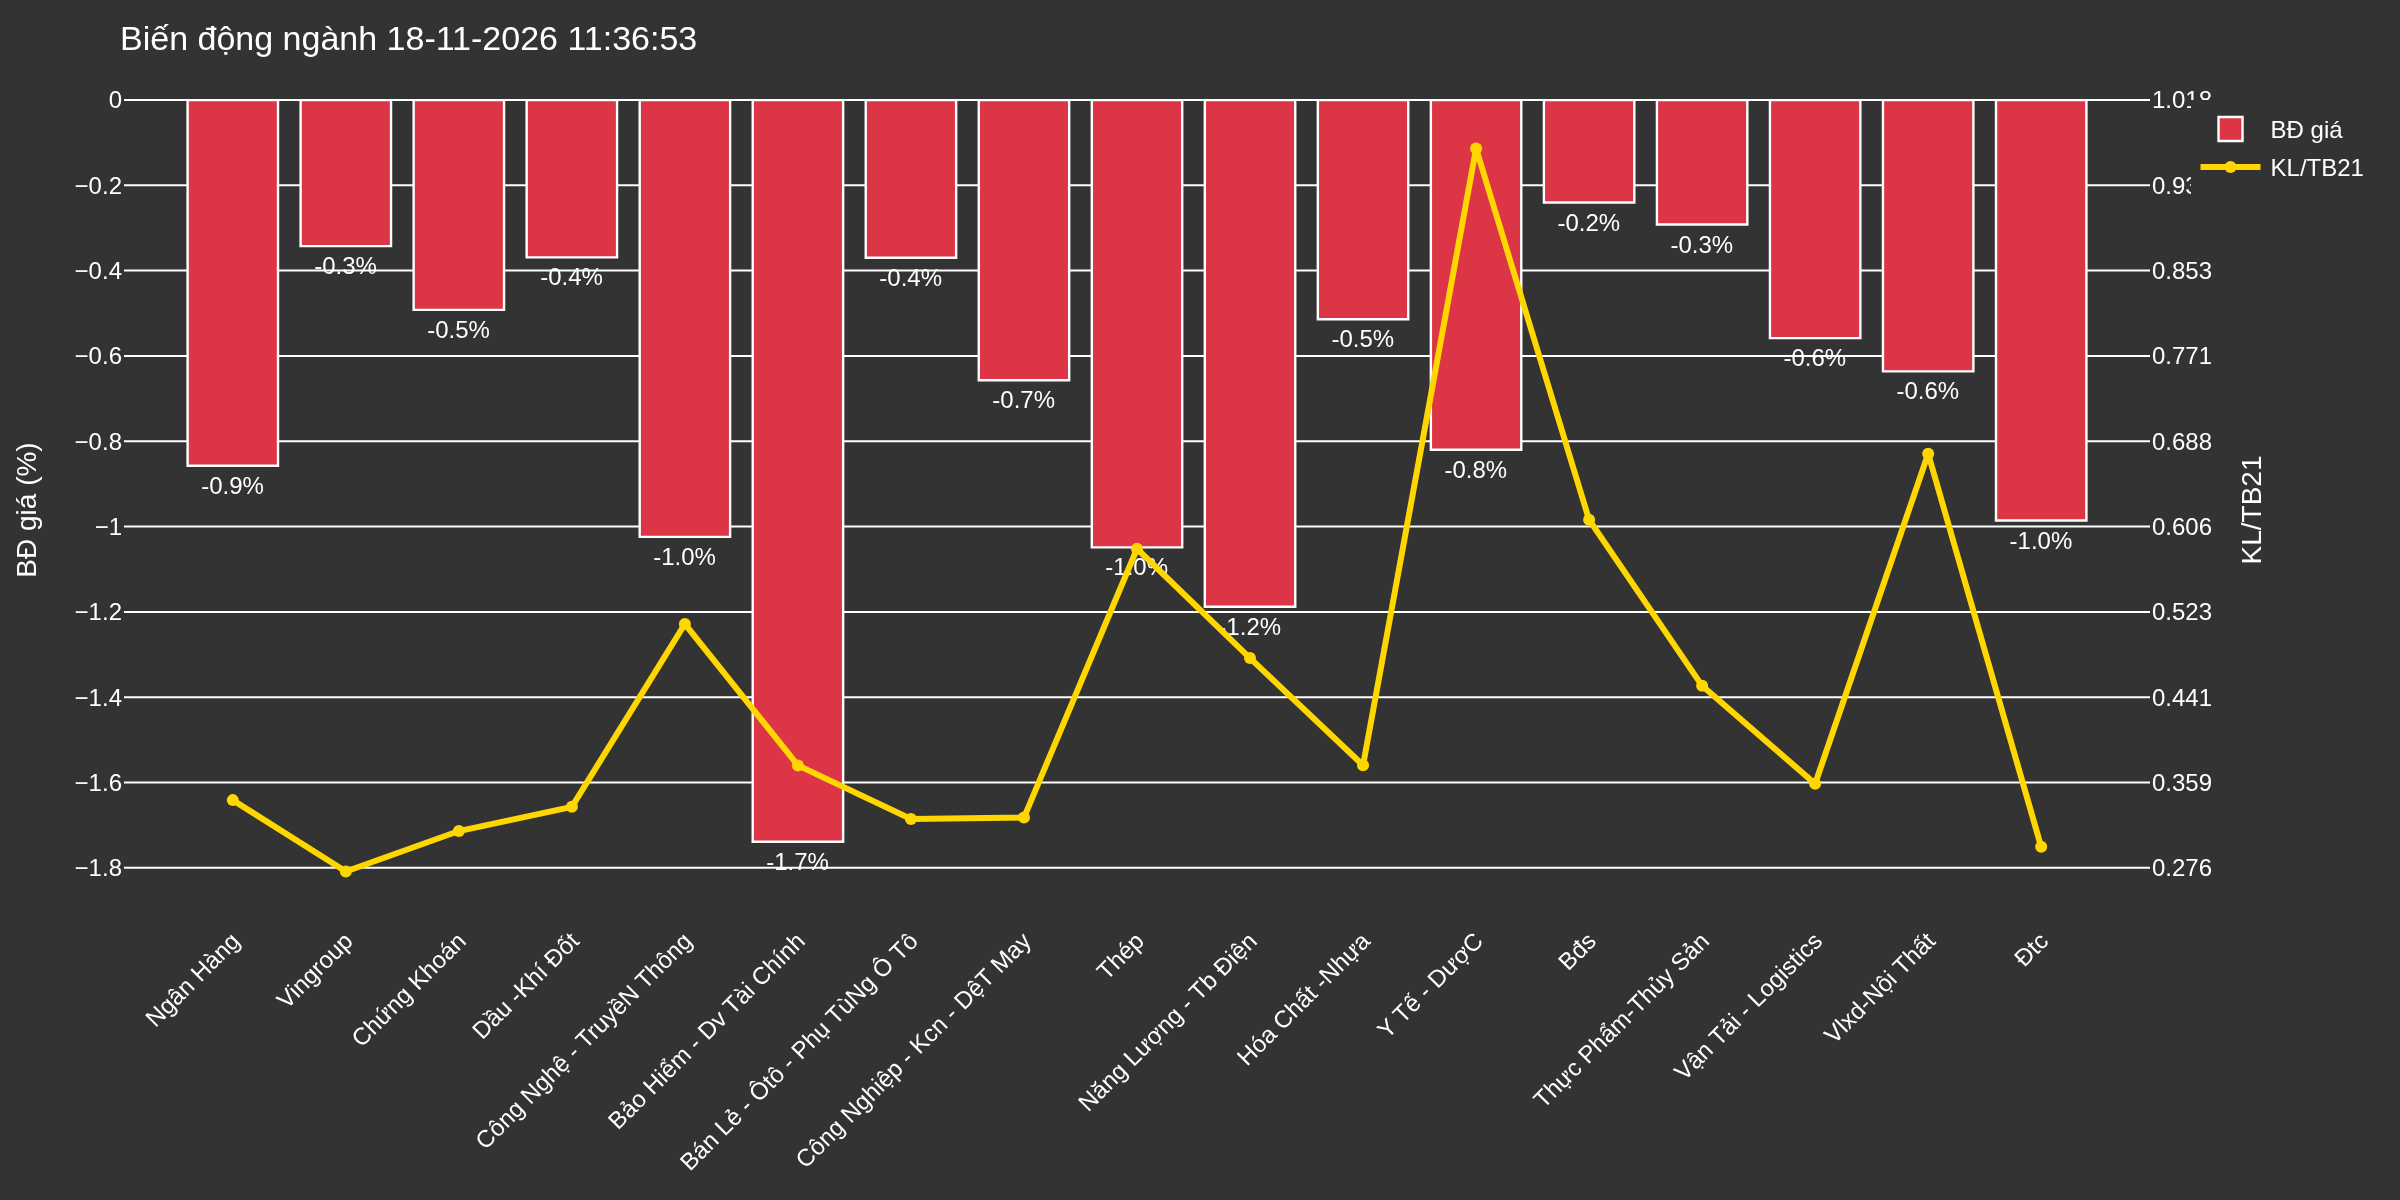 Biến động ngành 18-11-2026 11:36:53
BĐ giá
KL/TB21
BĐ giá (%)
0
−0.2
−0.4
−0.6
−0.8
−1
−1.2
−1.4
−1.6
−1.8
-0.9%
-0.3%
-0.5%
-0.4%
-1.0%
-1.7%
-0.4%
-0.7%
-1.0%
-1.2%
-0.5%
-0.8%
-0.2%
-0.3%
-0.6%
-0.6%
-1.0%
0.853
0.771
0.688
0.606
0.523
0.441
0.359
0.276
KL/TB21
Ngân Hàng
Vingroup
Chứng Khoán
Dầu -Khí Đốt
Công Nghệ - TruyềN Thông
Bảo Hiểm - Dv Tài Chính
Bán Lẻ - Ôtô - Phụ TùNg Ô Tô
Công Nghiệp - Kcn - DệT May
Thép
Năng Lượng - Tb Điện
Hóa Chất -Nhựa
Y Tế - DượC
Bđs
Thực Phẩm-Thủy Sản
Vận Tải - Logistics
Vlxd-Nội Thất
Đtc